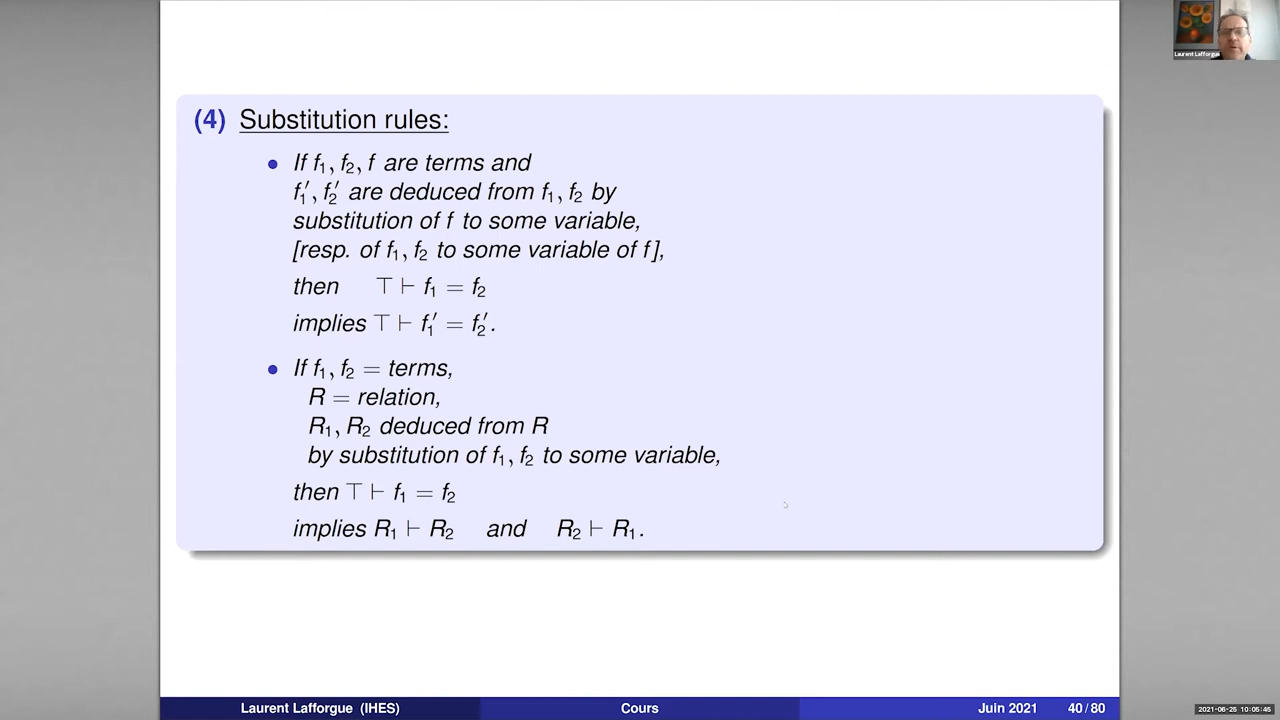 Laurent Lafforgue
(4) Substitution rules:
• If f₁, f₂, f are terms and
f₁′, f₂′ are deduced from f₁, f₂ by
substitution of f to some variable,
[resp. of f₁, f₂ to some variable of f],
then ⊤ ⊢ f₁ = f₂
implies ⊤ ⊢ f₁′ = f₂′.
• If f₁, f₂ = terms,
R = relation,
R₁, R₂ deduced from R
by substitution of f₁, f₂ to some variable,
then ⊤ ⊢ f₁ = f₂
implies R₁ ⊢ R₂ and R₂ ⊢ R₁.
Laurent Lafforgue (IHES) Cours Juin 2021 40 / 80
2021-06-25 10:05:45